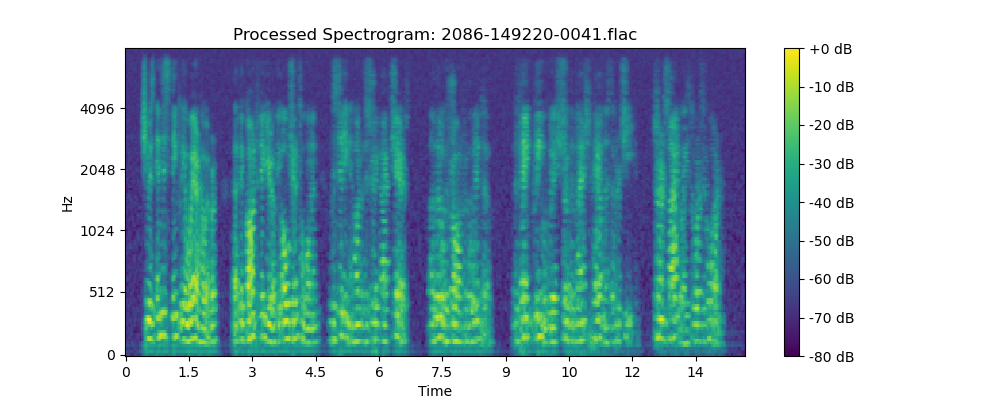 Processed Spectrogram: 2086-149220-0041.flac
Hz
4096
2048
1024
512
0
0 1.5 3 4.5 6 7.5 9 10 12 14
Time
+0 dB
-10 dB
-20 dB
-30 dB
-40 dB
-50 dB
-60 dB
-70 dB
-80 dB